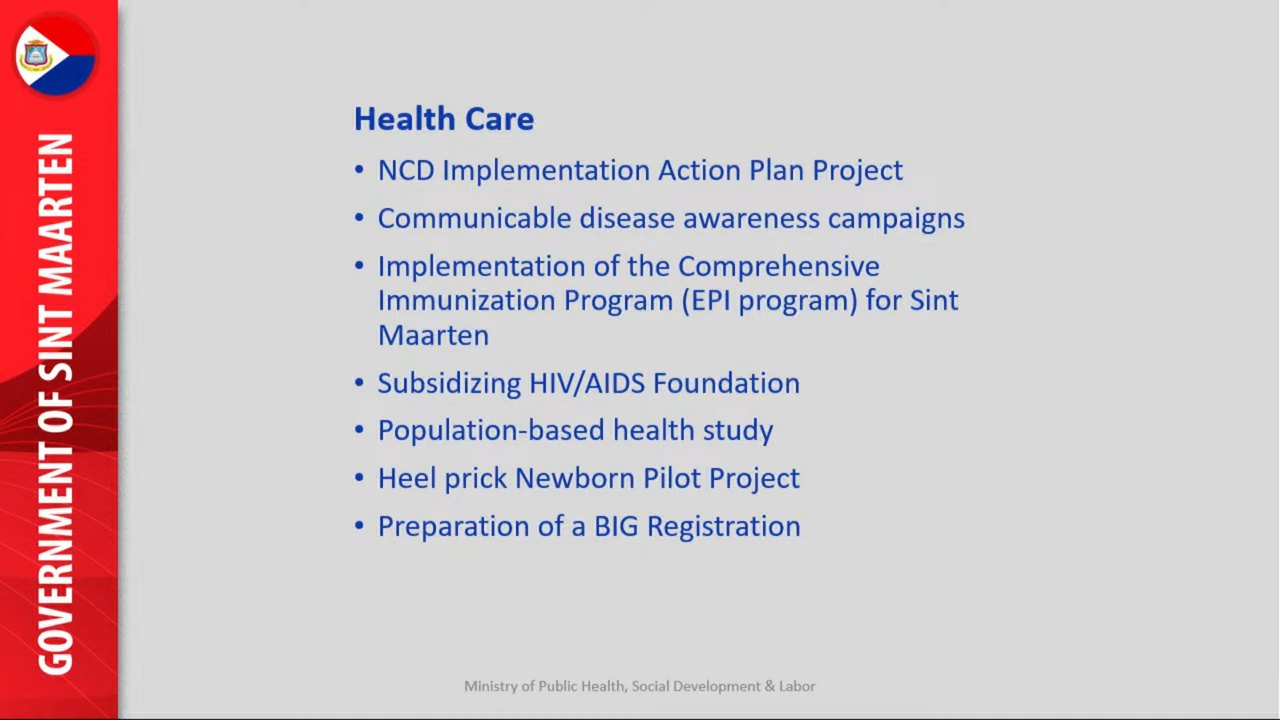 GOVERNMENT OF SINT MAARTEN
Health Care
• NCD Implementation Action Plan Project
• Communicable disease awareness campaigns
• Implementation of the Comprehensive
Immunization Program (EPI program) for Sint
Maarten
• Subsidizing HIV/AIDS Foundation
• Population-based health study
• Heel prick Newborn Pilot Project
• Preparation of a BIG Registration
Ministry of Public Health, Social Development & Labor